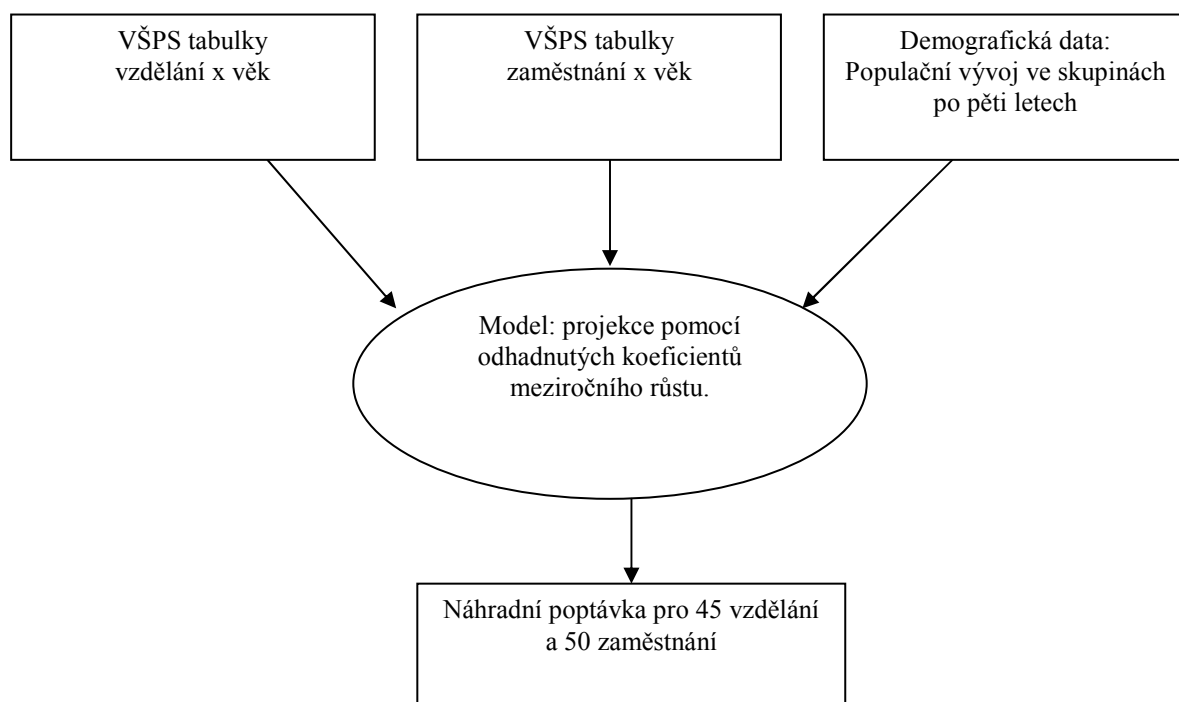 VŠPS tabulky
vzdělání x věk
VŠPS tabulky
zaměstnání x věk
Demografická data:
Populační vývoj ve skupinách
po pěti letech
Model: projekce pomocí
odhadnutých koeficientů
meziročního růstu.
Náhradní poptávka pro 45 vzdělání
a 50 zaměstnání